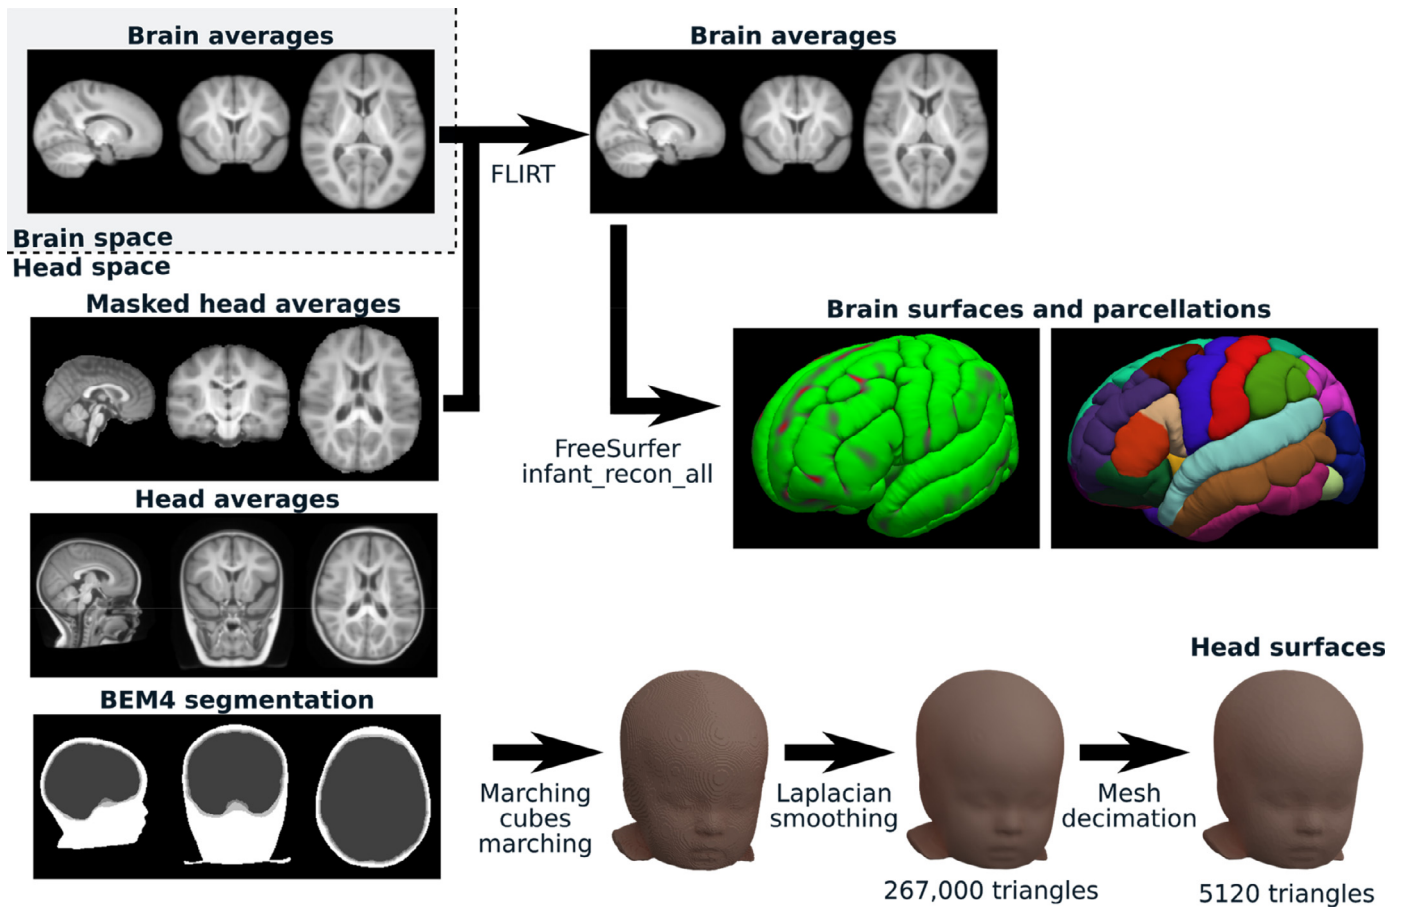 Brain averages
Brain averages
FLIRT
Brain space
Head space
Masked head averages
Brain surfaces and parcellations
FreeSurfer
infant_recon_all
Head averages
Head surfaces
BEM4 segmentation
Marching
cubes
marching
Laplacian
smoothing
Mesh
decimation
267,000 triangles
5120 triangles